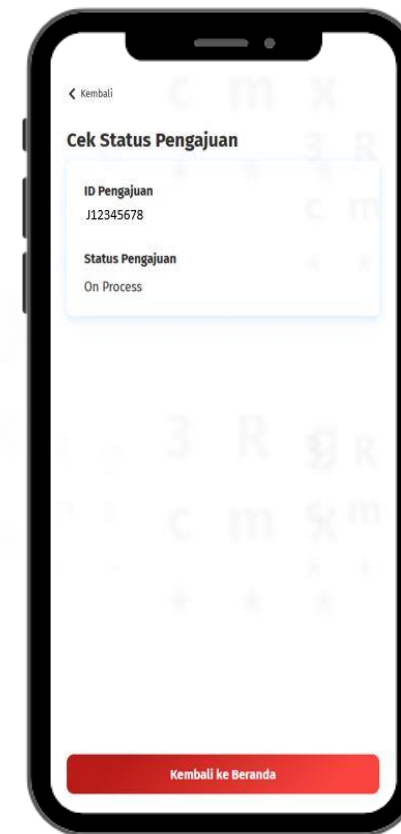 Kembali
Cek Status Pengajuan
ID Pengajuan
J12345678
Status Pengajuan
On Process
Kembali ke Beranda